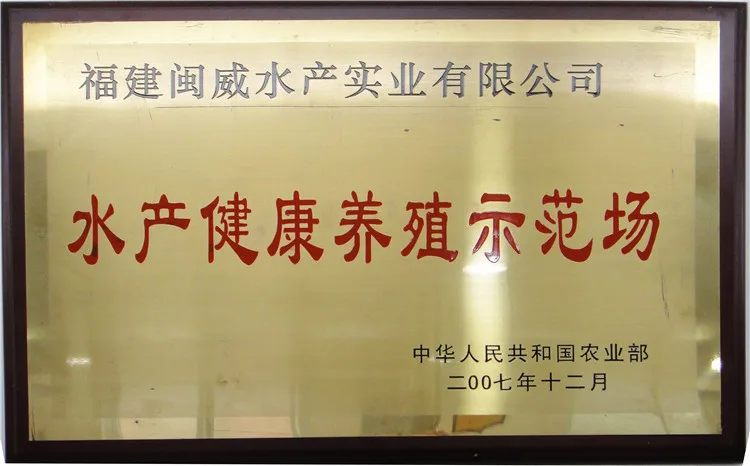 福建闽威水产实业有限公司
水产健康养殖示范场
中华人民共和国农业部
二00七年十二月